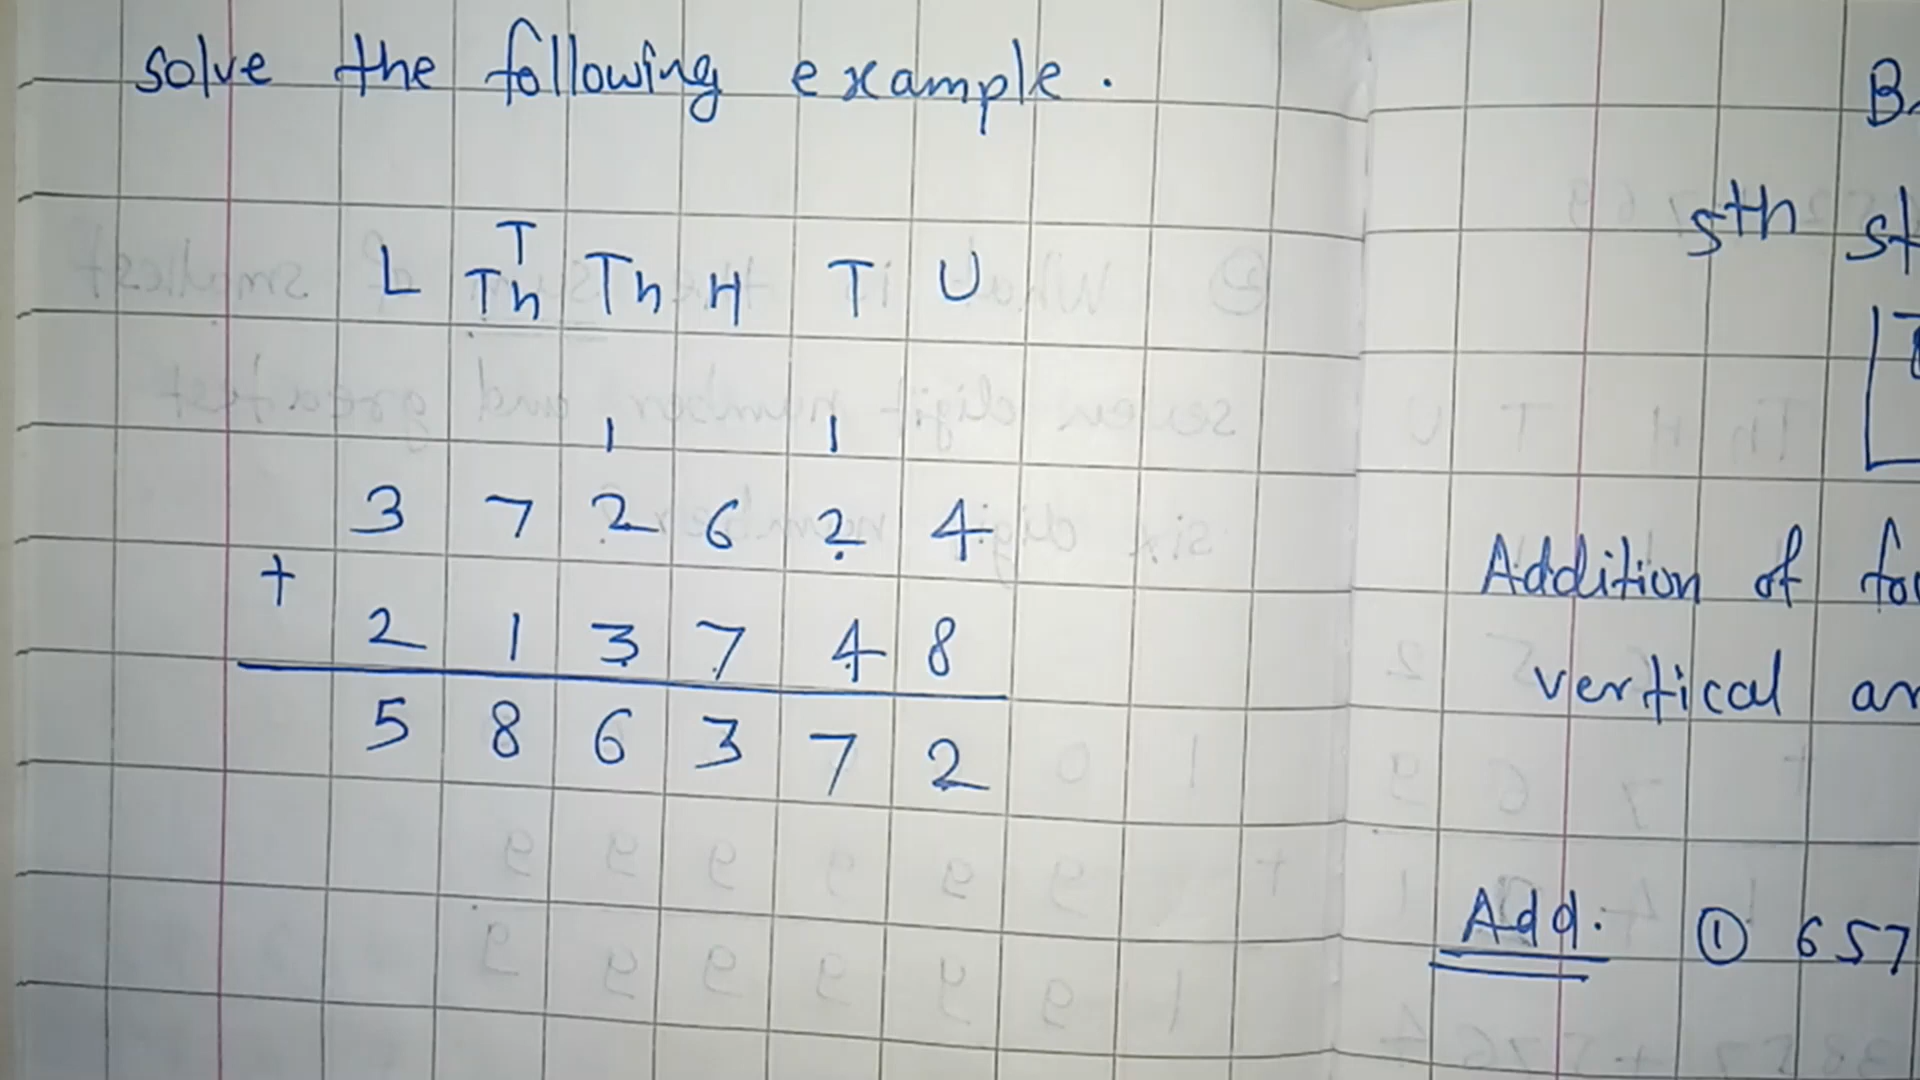 solve the following example.
L T Th Th H T U
1 1
3 7 2 6 2 4
+
2 1 3 7 4 8
5 8 6 3 7 2
5th
Addition of
vertical
Add. ① 657